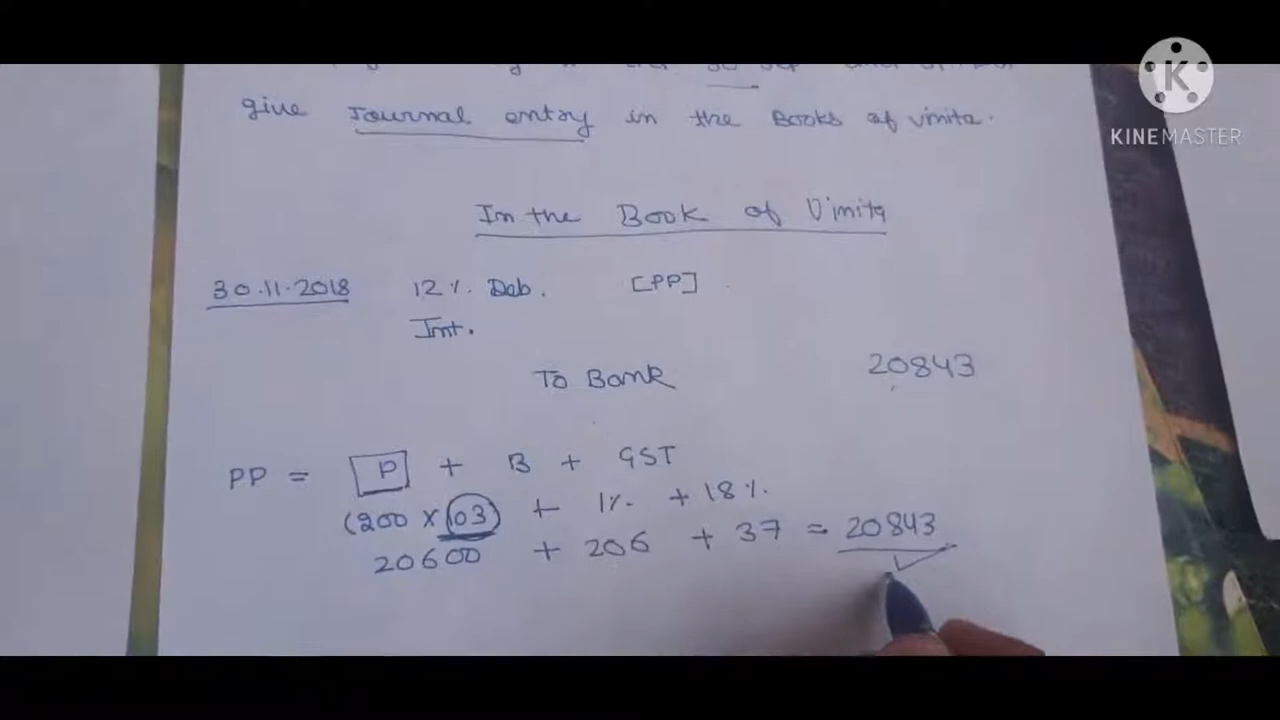 give Journal entry in the Books of vinita.
KINEMASTER
In the Book of Vinita
30.11.2018 12%. Deb. [PP]
Int.
To Bank 20843
PP = P + B + GST
(200 × 103) + 1%. + 18%.
20600 + 206 + 37 = 20843